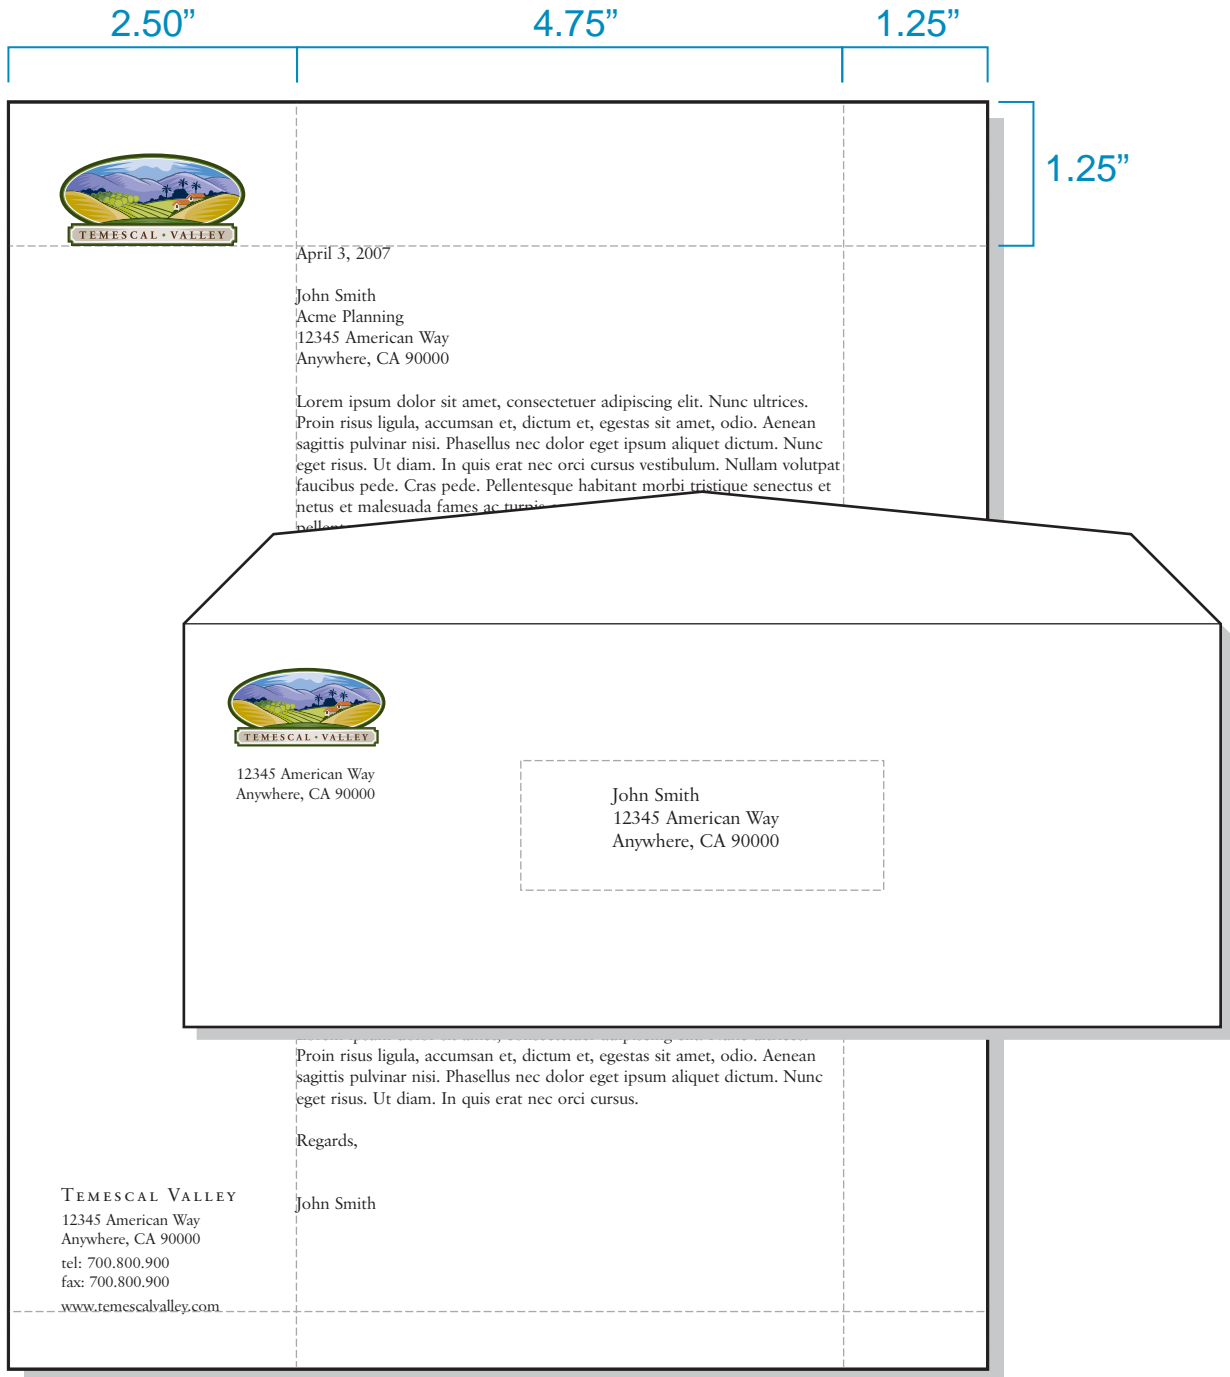 2.50” 4.75” 1.25”
1.25”
TEMESCAL • VALLEY
April 3, 2007
John Smith
Acme Planning
12345 American Way
Anywhere, CA 90000
Lorem ipsum dolor sit amet, consectetuer adipiscing elit. Nunc ultrices.
Proin risus ligula, accumsan et, dictum et, egestas sit amet, odio. Aenean
sagittis pulvinar nisi. Phasellus nec dolor eget ipsum aliquet dictum. Nunc
eget risus. Ut diam. In quis erat nec orci cursus vestibulum. Nullam volutpat
faucibus pede. Cras pede. Pellentesque habitant morbi tristique senectus et
netus et malesuada fames ac turpis
TEMESCAL • VALLEY
12345 American Way
Anywhere, CA 90000
John Smith
12345 American Way
Anywhere, CA 90000
Proin risus ligula, accumsan et, dictum et, egestas sit amet, odio. Aenean
sagittis pulvinar nisi. Phasellus nec dolor eget ipsum aliquet dictum. Nunc
eget risus. Ut diam. In quis erat nec orci cursus.
Regards,
John Smith
TEMESCAL VALLEY
12345 American Way
Anywhere, CA 90000
tel: 700.800.900
fax: 700.800.900
www.temescalvalley.com